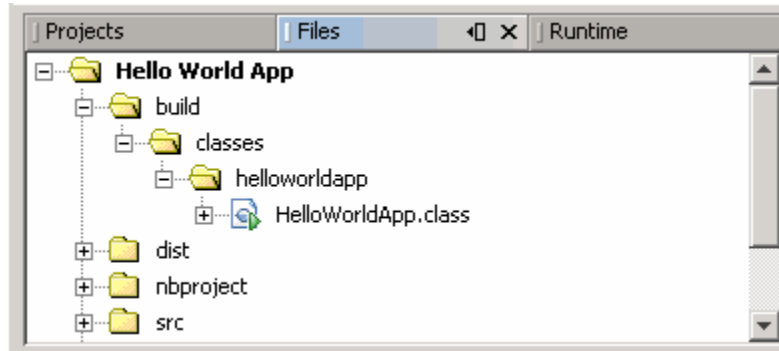 Projects Files Runtime
Hello World App
build
classes
helloworldapp
HelloWorldApp.class
dist
nbproject
src